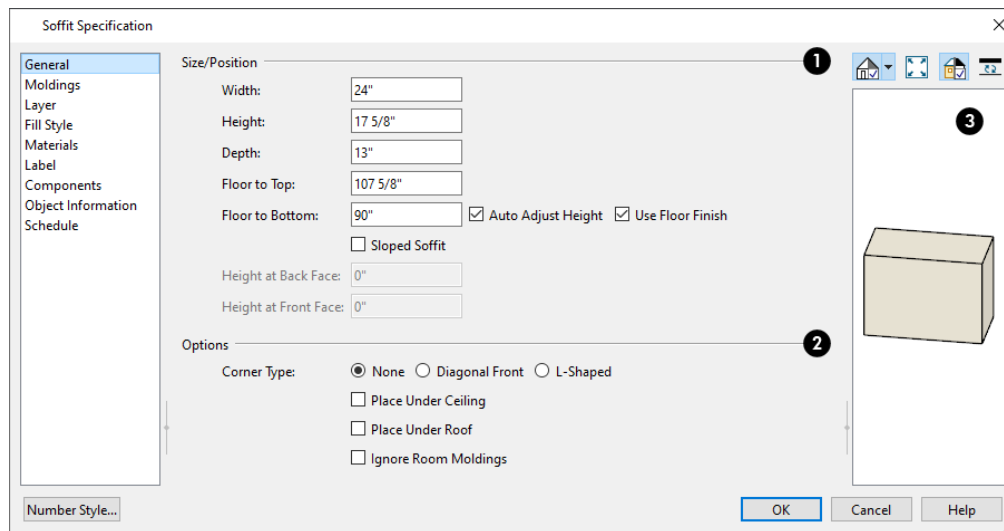 Soffit Specification
General
Moldings
Layer
Fill Style
Materials
Label
Components
Object Information
Schedule
Size/Position
1
Width: 24"
Height: 17 5/8"
Depth: 13"
Floor to Top: 107 5/8"
Floor to Bottom: 90" Auto Adjust Height Use Floor Finish
Sloped Soffit
Height at Back Face: 0"
Height at Front Face: 0"
Options
2
Corner Type: None Diagonal Front L-Shaped
Place Under Ceiling
Place Under Roof
Ignore Room Moldings
3
Number Style... OK Cancel Help